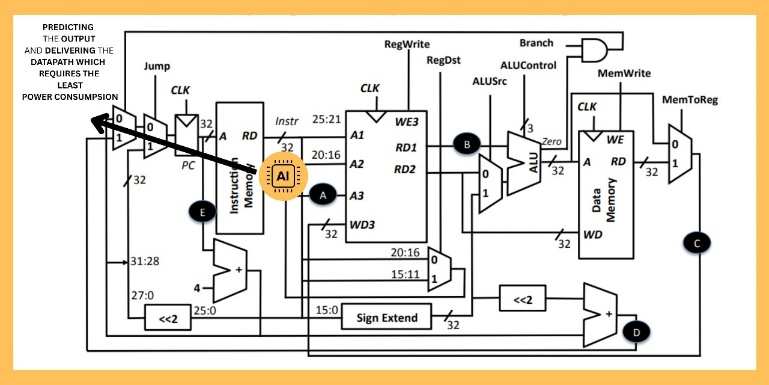 PREDICTING
THE OUTPUT
AND DELIVERING THE
DATAPATH WHICH
REQUIRES THE
LEAST
POWER CONSUMPSION
Jump
CLK
0
1
0
1
PC
32
A
RD
Instruction
Memory
Instr
32
AI
32
E
4
+
31:28
27:0
<<2
25:0
RegWrite
CLK
WE3
25:21
A1
RD1
20:16
A2
RD2
A
A3
WD3
32
RegDst
20:16
0
15:11
1
15:0
Sign Extend
32
ALUSrc
B
0
1
ALUControl
3
ALU
Zero
32
Branch
MemWrite
CLK
WE
A
RD
Data
Memory
WD
32
32
MemToReg
0
1
C
<<2
+
D